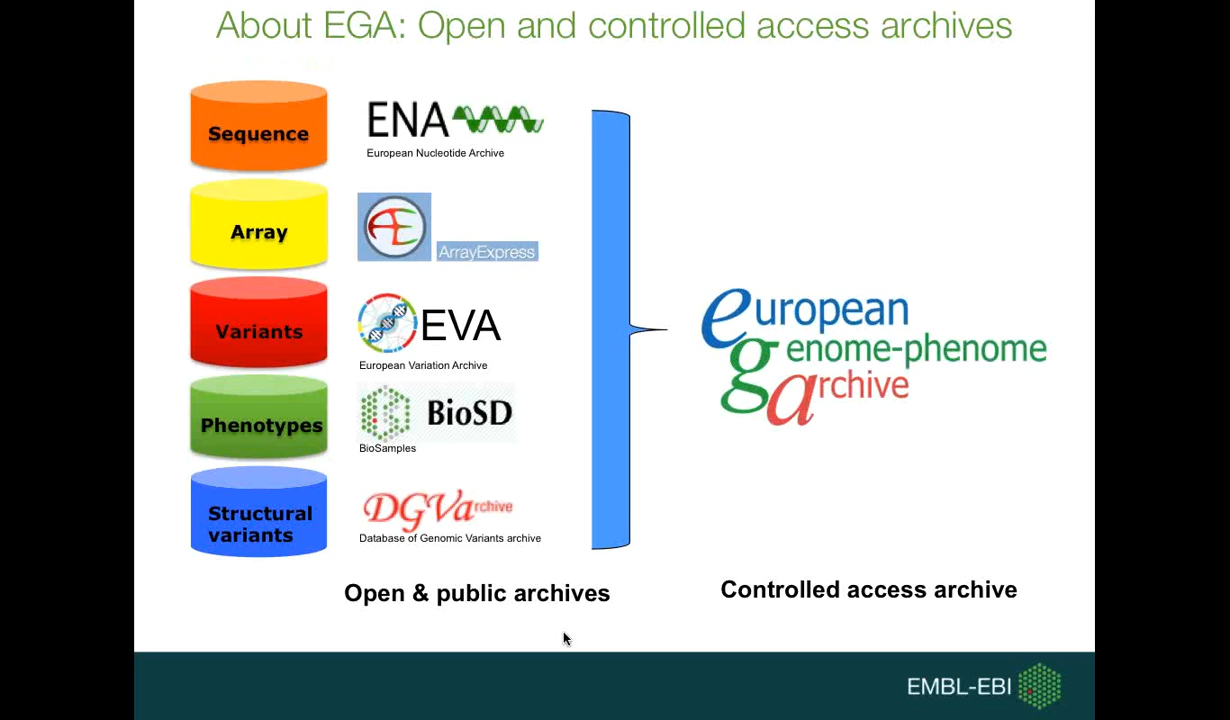 About EGA: Open and controlled access archives
Sequence
ENA
European Nucleotide Archive
Array
AE
ArrayExpress
Variants
EVA
European Variation Archive
Phenotypes
BioSD
BioSamples
Structural
variants
DGVarchive
Database of Genomic Variants archive
european
genome-phenome
archive
Open & public archives
Controlled access archive
EMBL-EBI